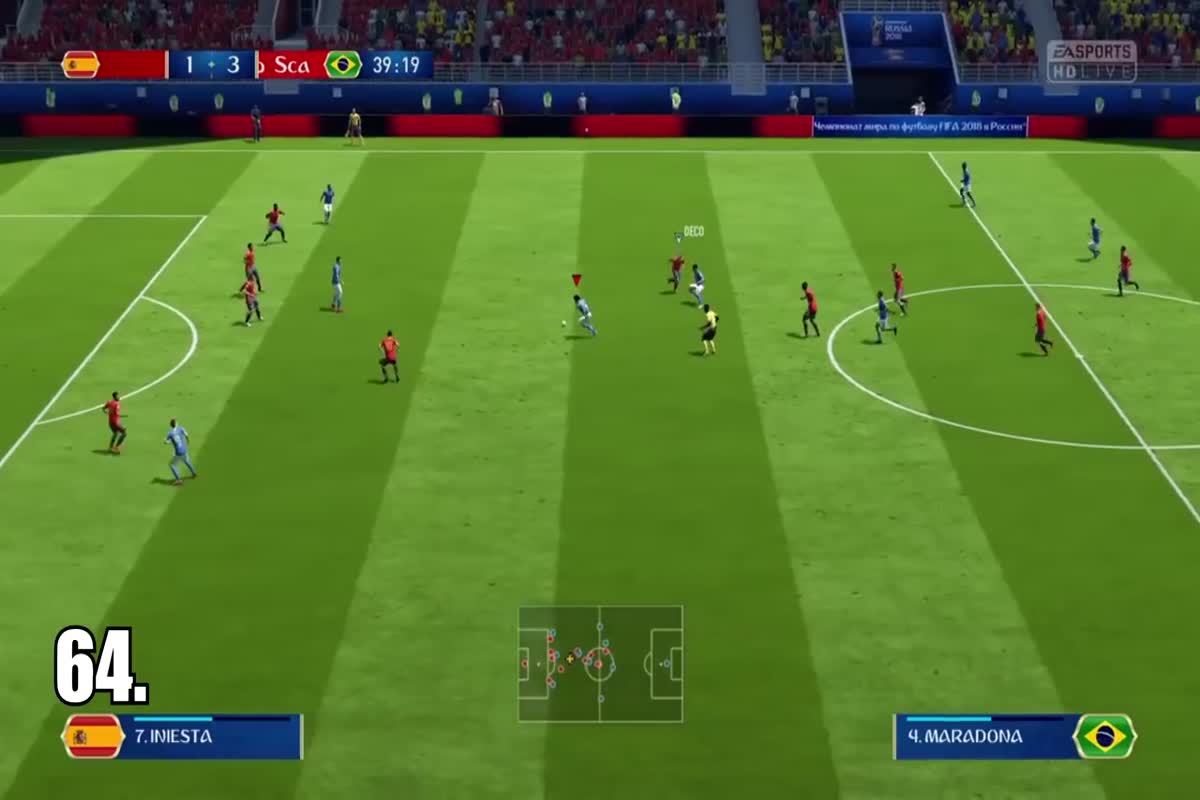 1 - 3
Sca
39:19
RUSSIA
2018
EA SPORTS
HD LIVE
Чемпионат мира по футболу FIFA 2018 в России™
DECO
64.
7. INIESTA
4. MARADONA